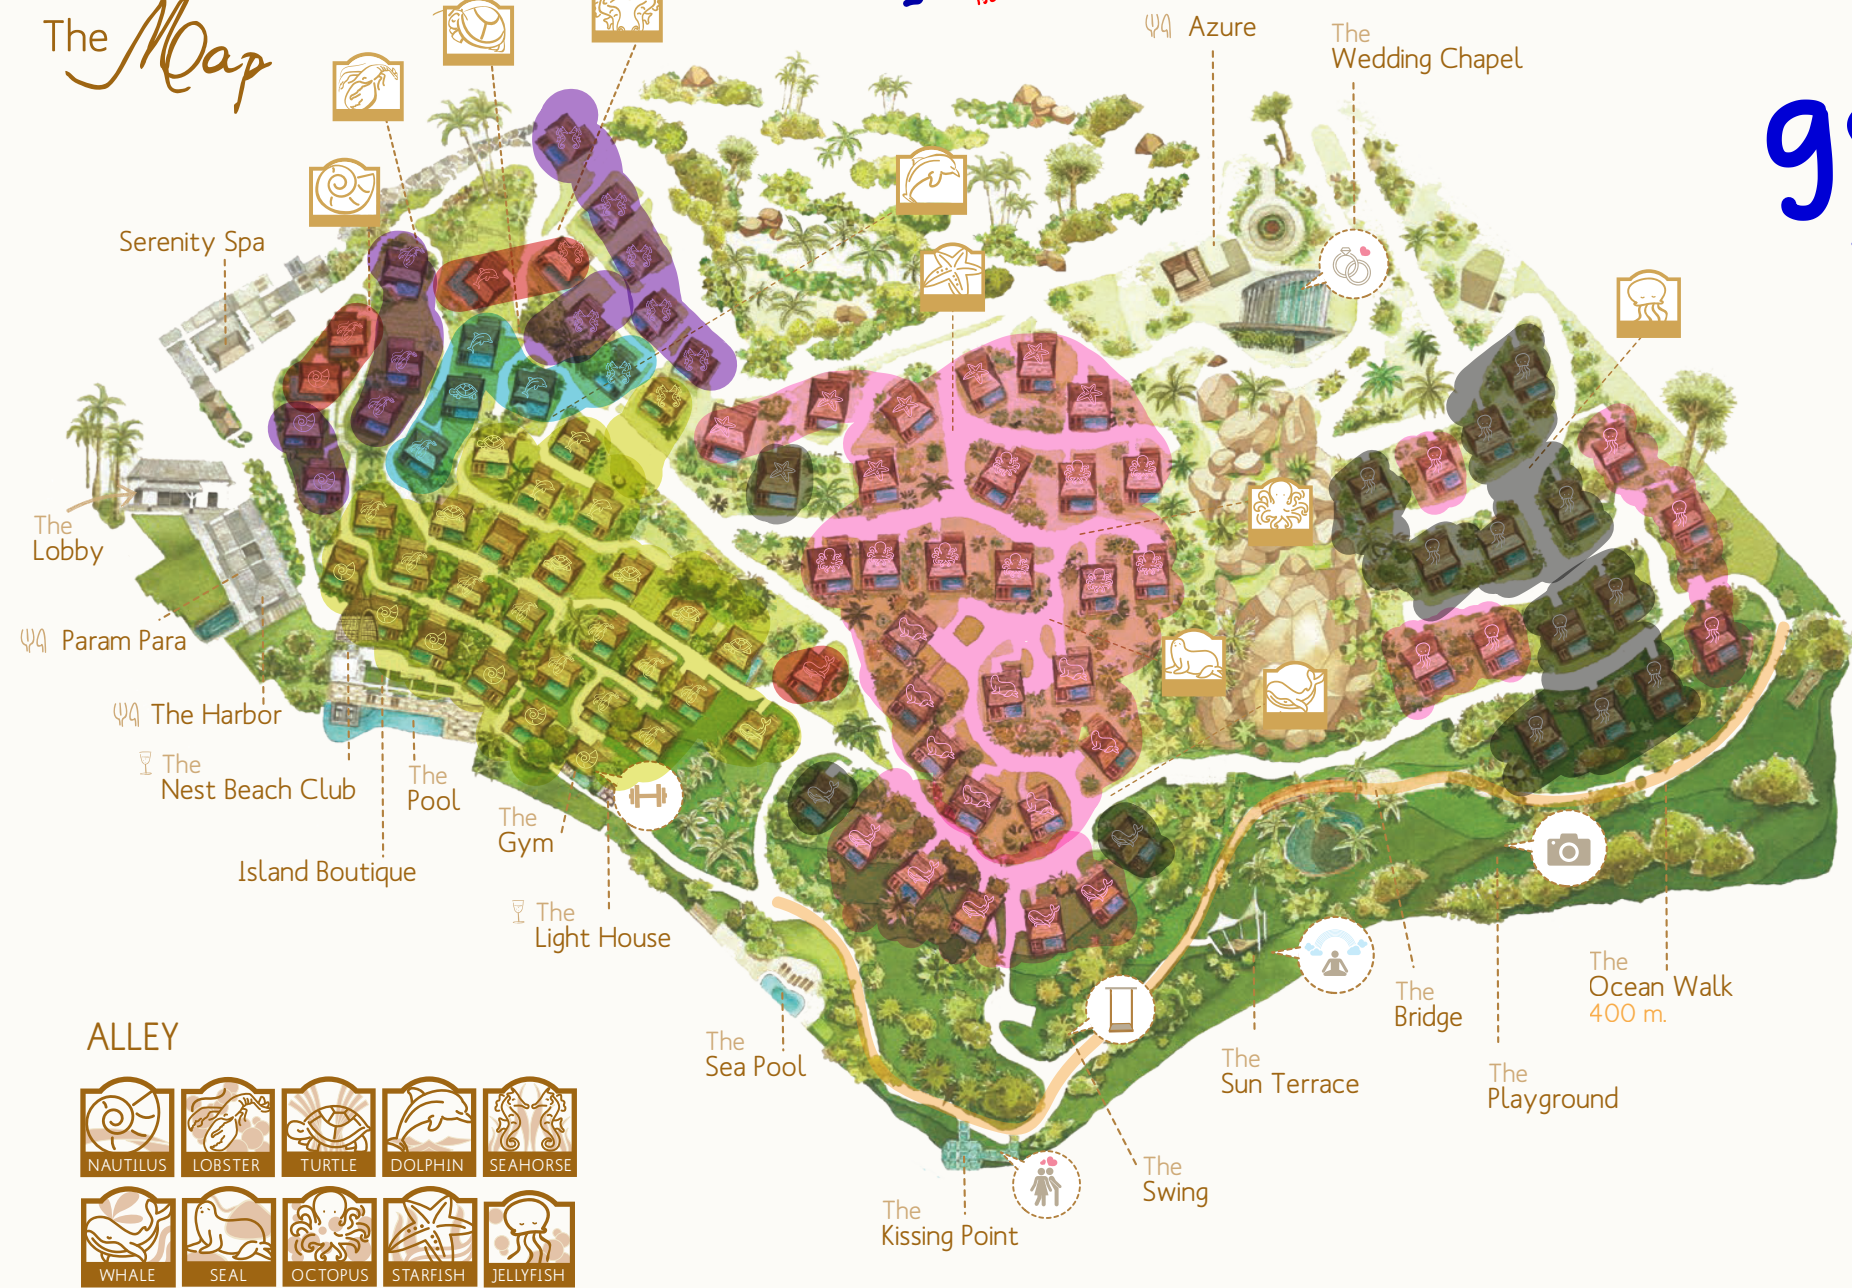 The Map
Azure
The
Wedding Chapel
g
Serenity Spa
The
Lobby
Param Para
The Harbor
The
Nest Beach Club
The
Pool
Island Boutique
The
Gym
The
Light House
The
Sea Pool
The
Kissing Point
The
Swing
The
Sun Terrace
The
Bridge
The
Playground
The
Ocean Walk
400 m.
ALLEY
NAUTILUS
LOBSTER
TURTLE
DOLPHIN
SEAHORSE
WHALE
SEAL
OCTOPUS
STARFISH
JELLYFISH